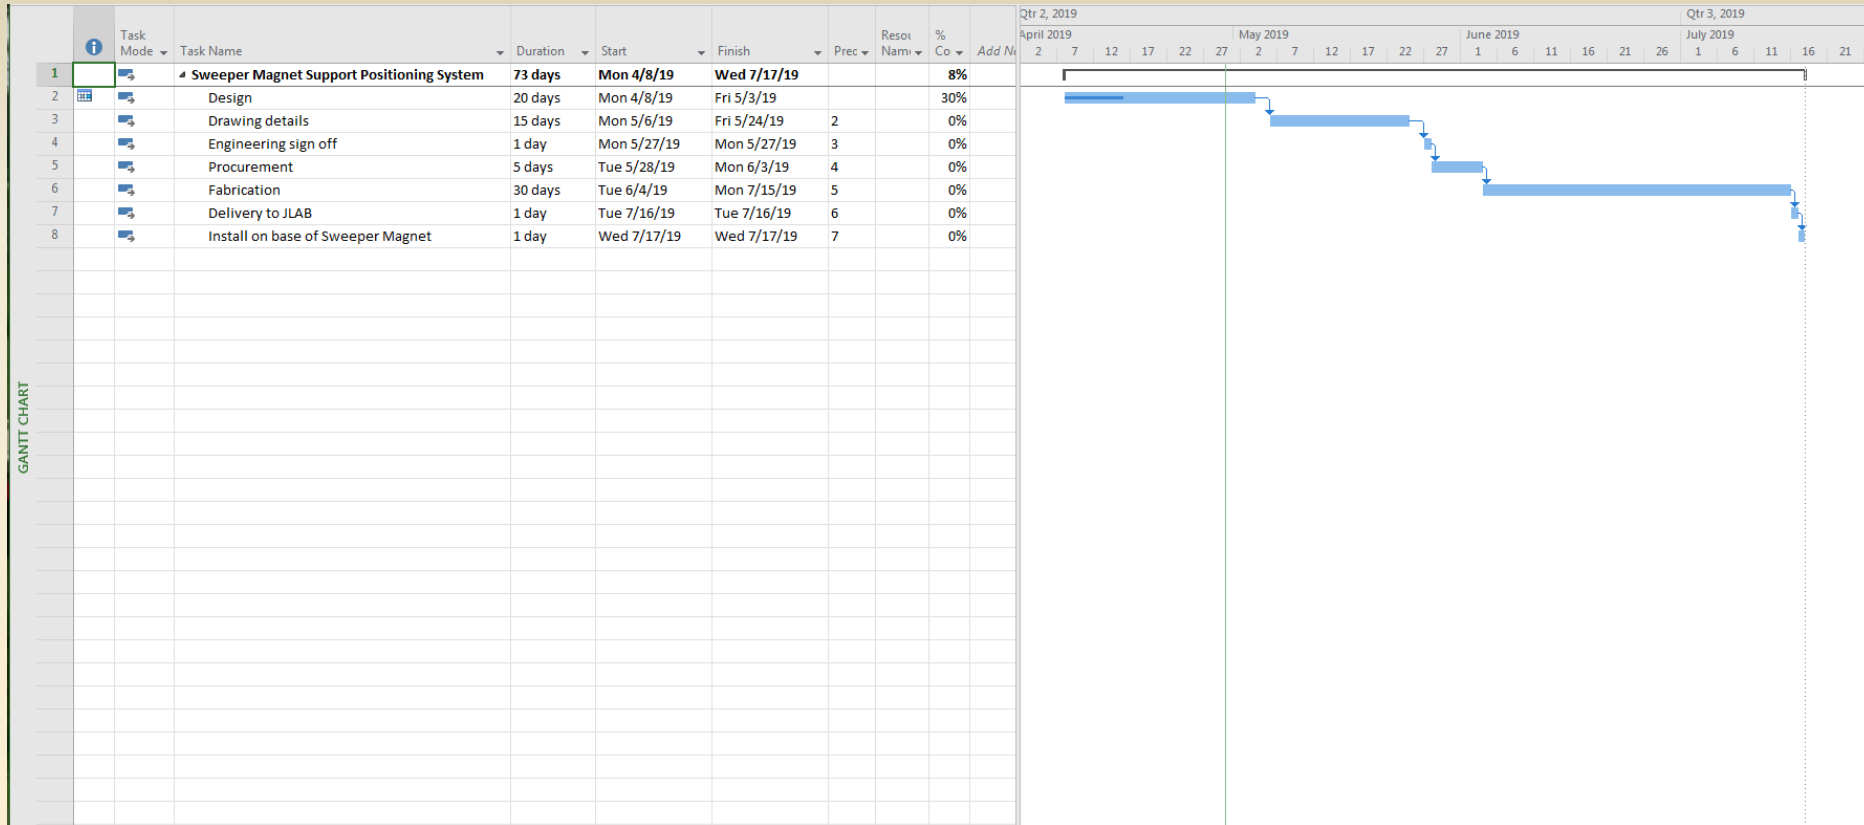 Qtr 2, 2019 Qtr 3, 2019
April 2019 May 2019 June 2019 July 2019
Task Mode Task Name Duration Start Finish Prec Resou Name % Co Add Ne
2 7 12 17 22 27 2 7 12 17 22 27 1 6 11 16 21 26 1 6 11 16 21
1 Sweeper Magnet Support Positioning System 73 days Mon 4/8/19 Wed 7/17/19 8%
2 Design 20 days Mon 4/8/19 Fri 5/3/19 30%
3 Drawing details 15 days Mon 5/6/19 Fri 5/24/19 2 0%
4 Engineering sign off 1 day Mon 5/27/19 Mon 5/27/19 3 0%
5 Procurement 5 days Tue 5/28/19 Mon 6/3/19 4 0%
6 Fabrication 30 days Tue 6/4/19 Mon 7/15/19 5 0%
7 Delivery to JLAB 1 day Tue 7/16/19 Tue 7/16/19 6 0%
8 Install on base of Sweeper Magnet 1 day Wed 7/17/19 Wed 7/17/19 7 0%
GANTT CHART